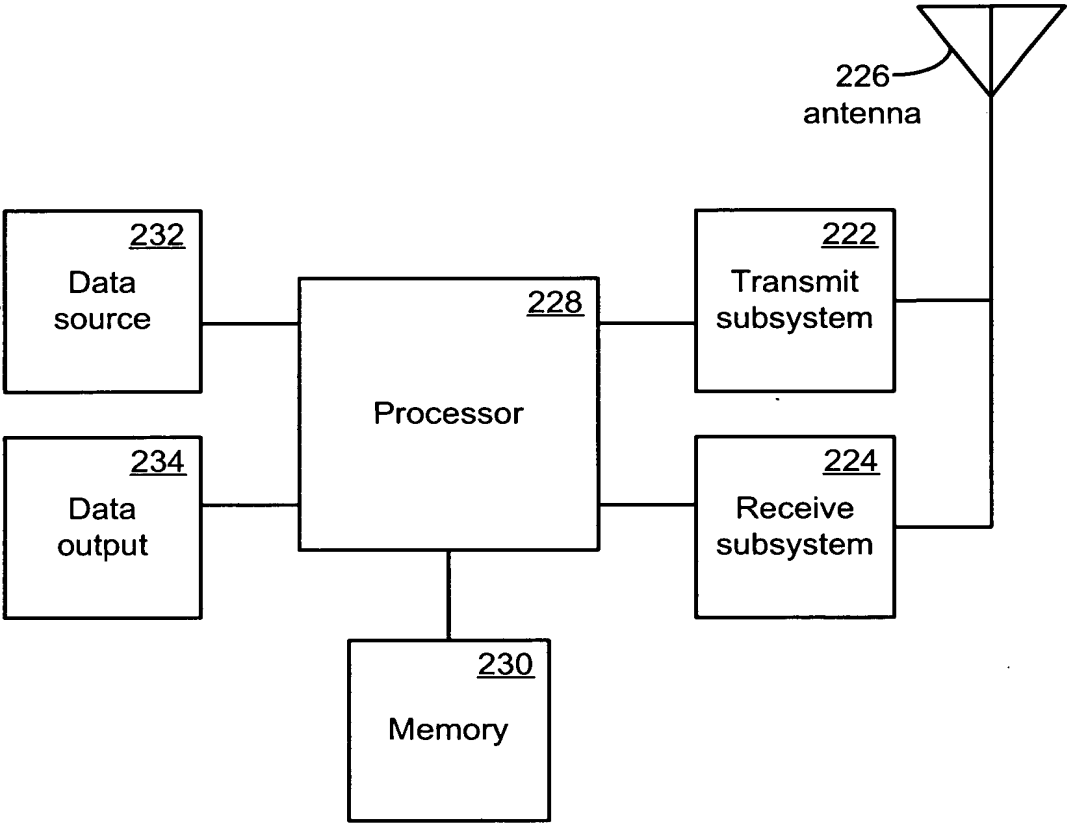 226
antenna
232
Data
source
228
Processor
222
Transmit
subsystem
234
Data
output
224
Receive
subsystem
230
Memory